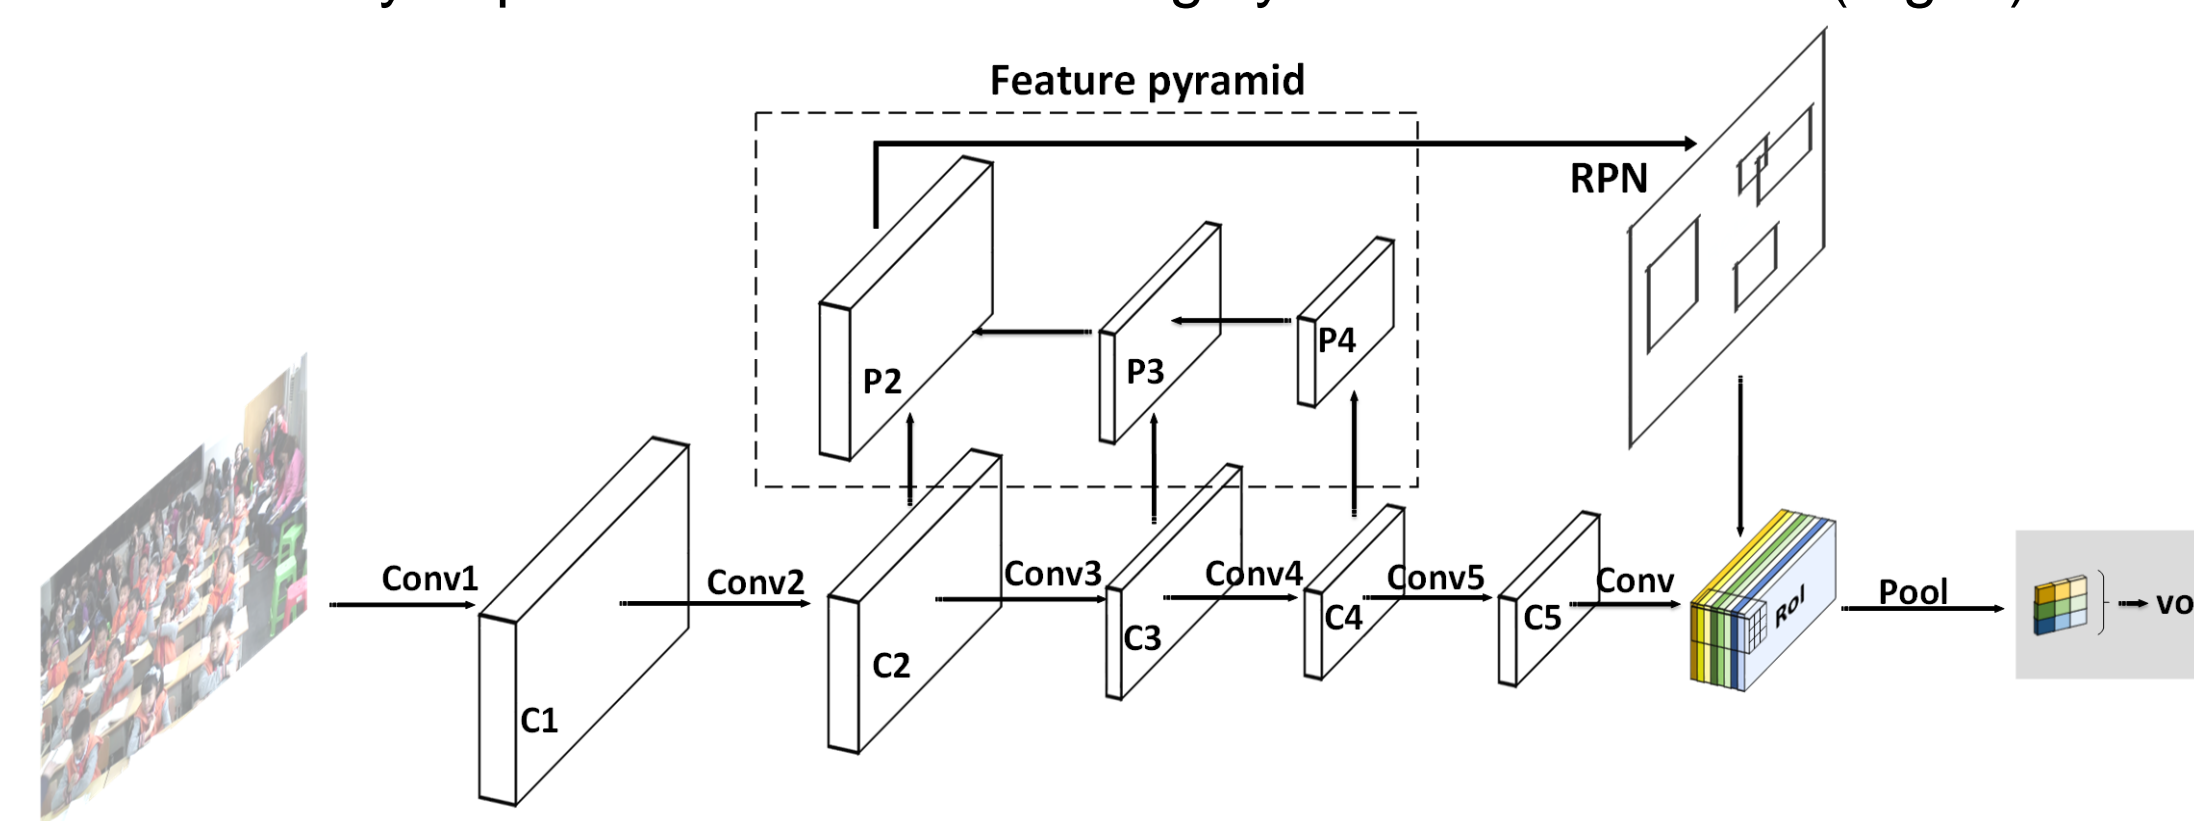 Feature pyramid
RPN
P2
P3
P4
Conv1
Conv2
Conv3
Conv4
Conv5
Conv
Pool
C1
C2
C3
C4
C5
RoI
vo